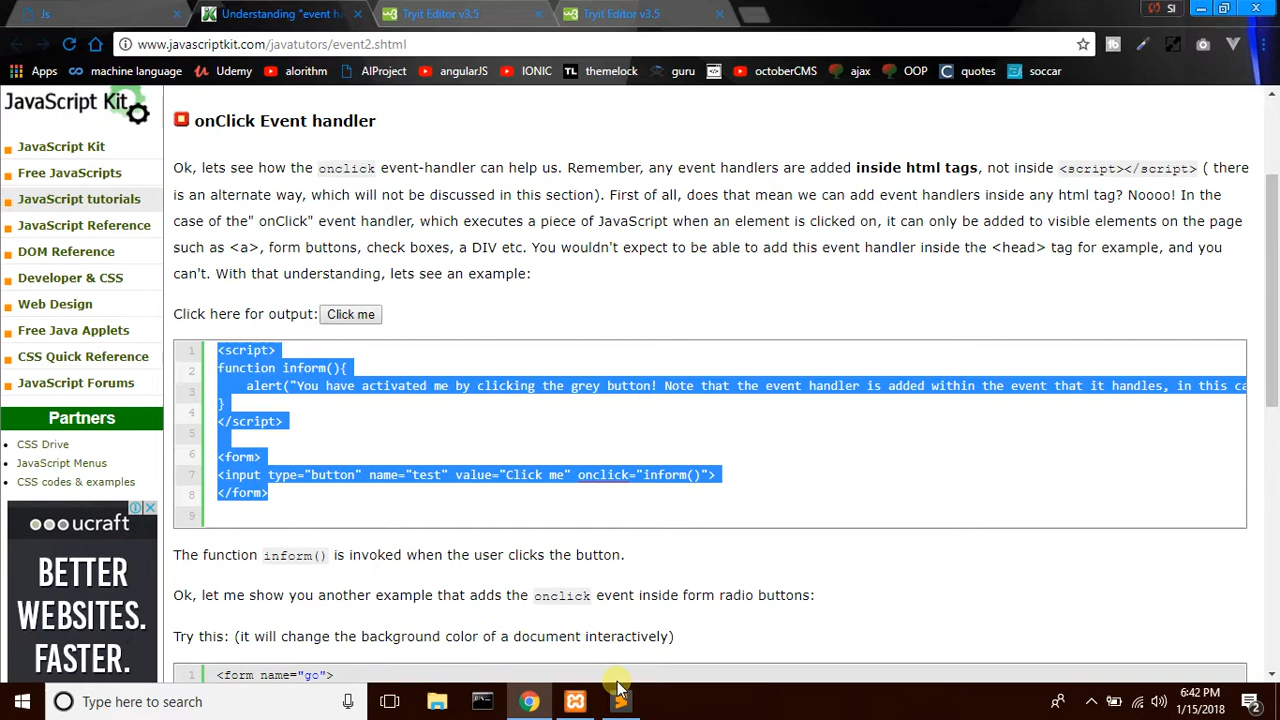 Js
Understanding "event h
Tryit Editor v3.5
Tryit Editor v3.5
SI
www.javascriptkit.com/javatutors/event2.shtml
Apps
machine language
Udemy
alorithm
AIProject
angularJS
IONIC
TL themelock
guru
octoberCMS
ajax
OOP
quotes
soccar
JavaScript Kit
JavaScript Kit
Free JavaScripts
JavaScript tutorials
JavaScript Reference
DOM Reference
Developer & CSS
Web Design
Free Java Applets
CSS Quick Reference
JavaScript Forums
Partners
CSS Drive
JavaScript Menus
CSS codes & examples
ucraft
BETTER
WEBSITES.
FASTER.
onClick Event handler
Ok, lets see how the onclick event-handler can help us. Remember, any event handlers are added inside html tags, not inside <script></script> ( there
is an alternate way, which will not be discussed in this section). First of all, does that mean we can add event handlers inside any html tag? Noooo! In the
case of the" onClick" event handler, which executes a piece of JavaScript when an element is clicked on, it can only be added to visible elements on the page
such as <a>, form buttons, check boxes, a DIV etc. You wouldn't expect to be able to add this event handler inside the <head> tag for example, and you
can't. With that understanding, lets see an example:
Click here for output: Click me
1 <script>
2 function inform(){
3 alert("You have activated me by clicking the grey button! Note that the event handler is added within the event that it handles, in this ca
4 }
5 </script>
6 <form>
7 <input type="button" name="test" value="Click me" onclick="inform()">
8 </form>
9
The function inform() is invoked when the user clicks the button.
Ok, let me show you another example that adds the onclick event inside form radio buttons:
Try this: (it will change the background color of a document interactively)
1 <form name="go">
Type here to search
6:42 PM
1/15/2018
2